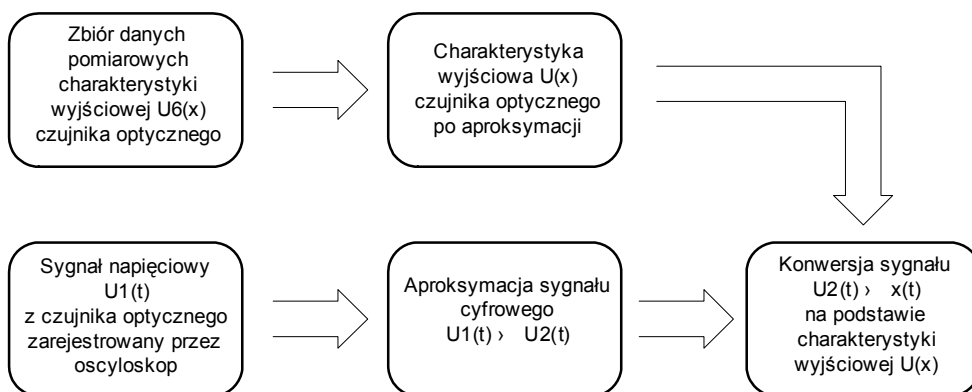 Zbiór danych
pomiarowych
charakterystyki
wyjściowej U6(x)
czujnika optycznego
Charakterystyka
wyjściowa U(x)
czujnika optycznego
po aproksymacji
Sygnał napięciowy
U1(t)
z czujnika optycznego
zarejestrowany przez
oscyloskop
Aproksymacja sygnału
cyfrowego
U1(t) › U2(t)
Konwersja sygnału
U2(t) › x(t)
na podstawie
charakterystyki
wyjściowej U(x)